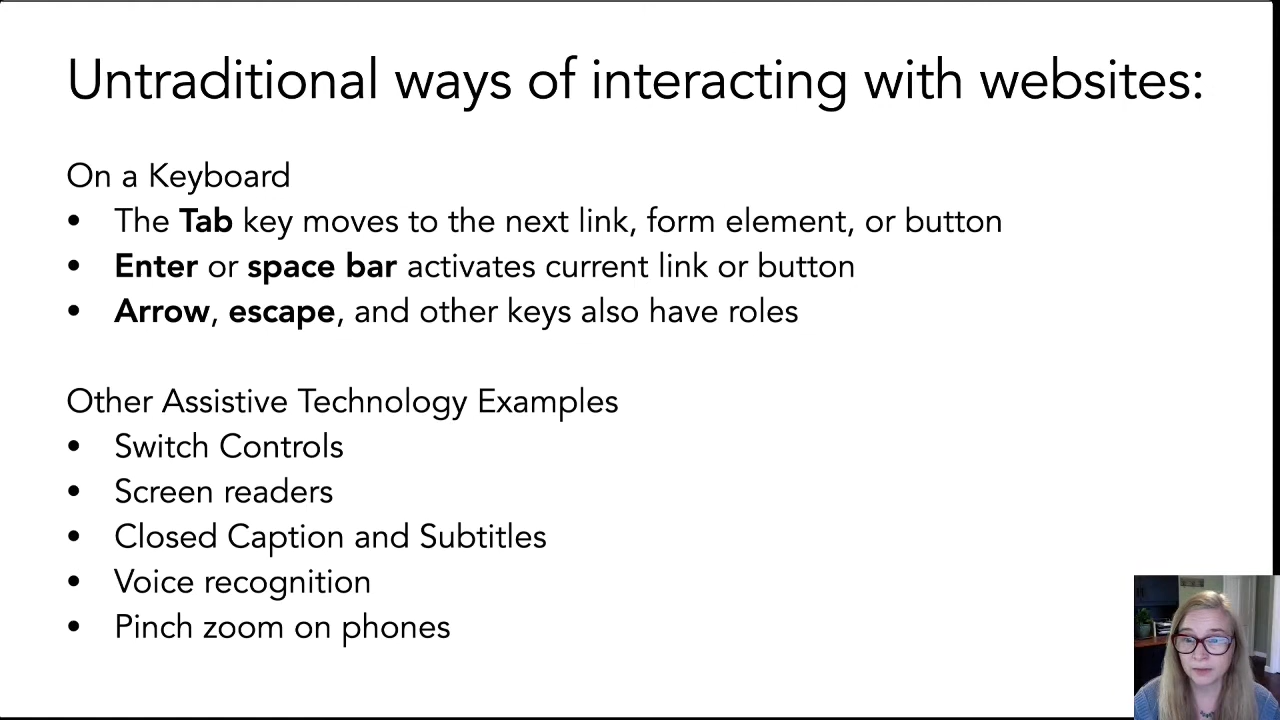 Untraditional ways of interacting with websites:
On a Keyboard
• The Tab key moves to the next link, form element, or button
• Enter or space bar activates current link or button
• Arrow, escape, and other keys also have roles
Other Assistive Technology Examples
• Switch Controls
• Screen readers
• Closed Caption and Subtitles
• Voice recognition
• Pinch zoom on phones